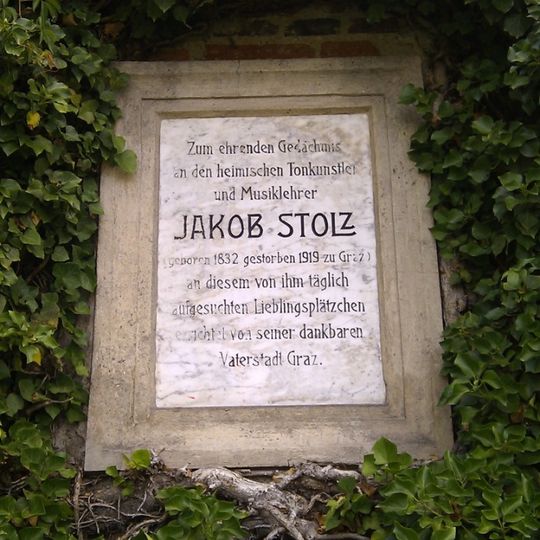 Zum ehrenden Gedächtnis
an den heimischen Tonkünstler
und Musiklehrer
JAKOB STOLZ
(geboren 1832 gestorben 1919 zu Graz)
an diesem von ihm täglich
aufgesuchten Lieblingsplätzchen
errichtet von seiner dankbaren
Vaterstadt Graz.